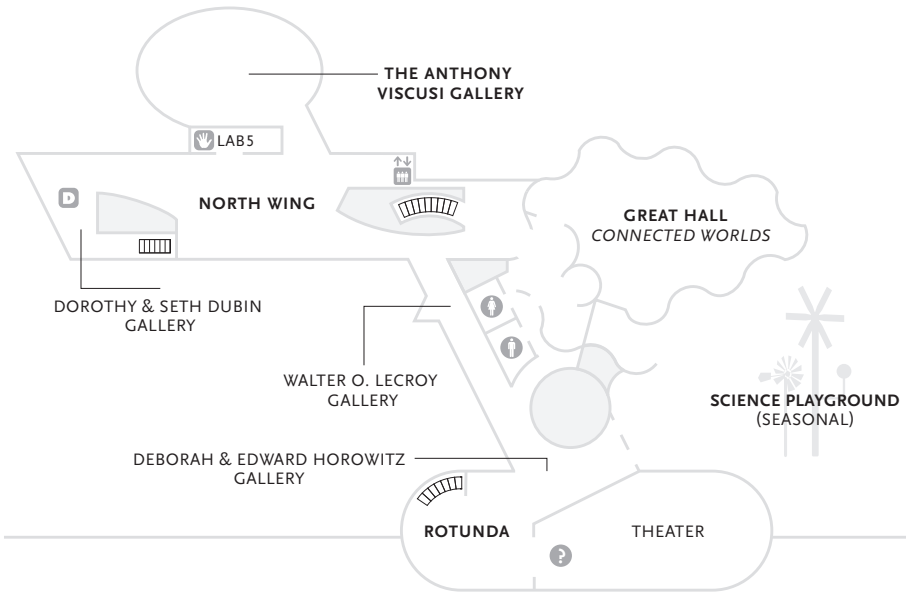 THE ANTHONY
VISCUSI GALLERY
LAB5
D
NORTH WING
GREAT HALL
CONNECTED WORLDS
DOROTHY & SETH DUBIN
GALLERY
WALTER O. LECROY
GALLERY
SCIENCE PLAYGROUND
(SEASONAL)
DEBORAH & EDWARD HOROWITZ
GALLERY
ROTUNDA
THEATER
?